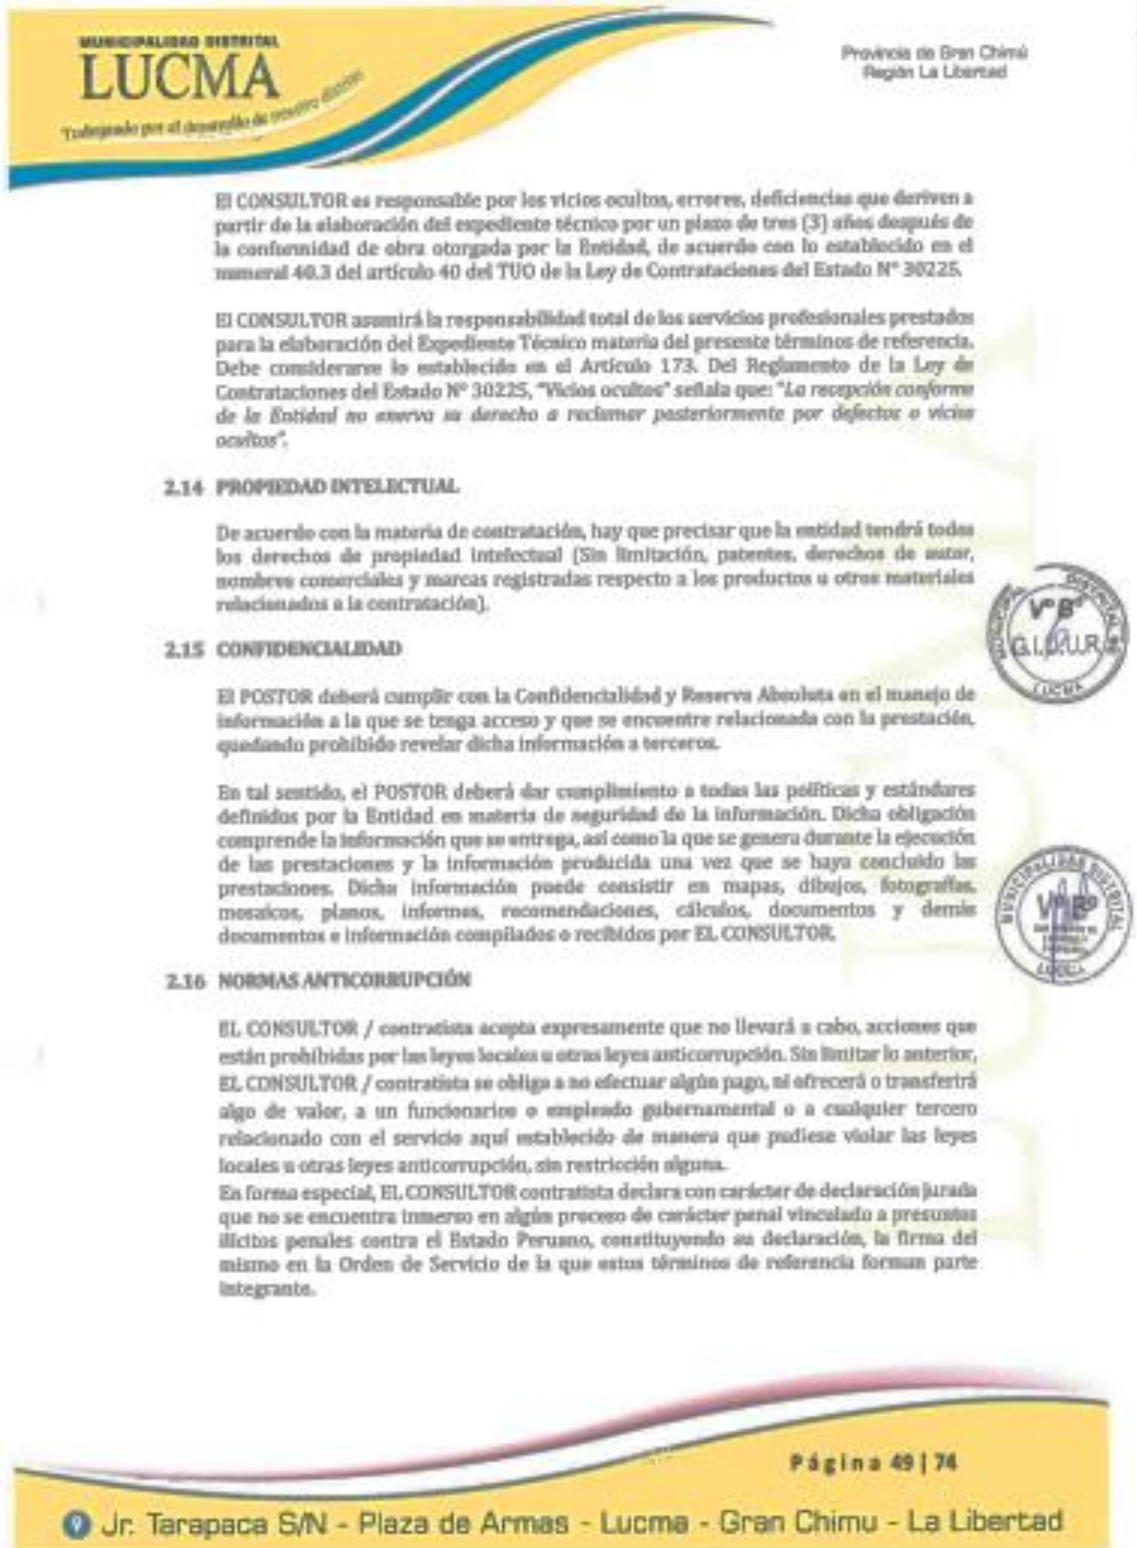 MUNICIPALIDAD DISTRITAL
LUCMA
Trabajando por el desarrollo de nuestro distrito
Provincia de Gran Chimú
Región La Libertad
El CONSULTOR es responsable por los vicios ocultos, errores, deficiencias que deriven a
partir de la elaboración del expediente técnico por un plazo de tres (3) años después de
la conformidad de obra otorgada por la Entidad, de acuerdo con lo establecido en el
numeral 40.3 del artículo 40 del TUO de la Ley de Contrataciones del Estado N° 30225.
El CONSULTOR asumirá la responsabilidad total de los servicios profesionales prestados
para la elaboración del Expediente Técnico materia del presente términos de referencia.
Debe considerarse lo establecido en el Artículo 173. Del Reglamento de la Ley de
Contrataciones del Estado N° 30225, "Vicios ocultos" señala que: "La recepción conforme
de la Entidad no enerva su derecho a reclamar posteriormente por defectos o vicios
ocultos".
2.14 PROPIEDAD INTELECTUAL
De acuerdo con la materia de contratación, hay que precisar que la entidad tendrá todos
los derechos de propiedad intelectual (Sin limitación, patentes, derechos de autor,
nombres comerciales y marcas registradas respecto a los productos u otros materiales
relacionados a la contratación).
2.15 CONFIDENCIALIDAD
El POSTOR deberá cumplir con la Confidencialidad y Reserva Absoluta en el manejo de
información a la que se tenga acceso y que se encuentre relacionada con la prestación,
quedando prohibido revelar dicha información a terceros.
En tal sentido, el POSTOR deberá dar cumplimiento a todas las políticas y estándares
definidos por la Entidad en materia de seguridad de la información. Dicha obligación
comprende la información que se entrega, así como la que se genera durante la ejecución
de las prestaciones y la información producida una vez que se haya concluido las
prestaciones. Dicha información puede consistir en mapas, dibujos, fotografías,
mosaicos, planos, informes, recomendaciones, cálculos, documentos y demás
documentos e información compilados o recibidos por EL CONSULTOR.
2.16 NORMAS ANTICORRUPCIÓN
EL CONSULTOR / contratista acepta expresamente que no llevará a cabo, acciones que
están prohibidas por las leyes locales u otras leyes anticorrupción. Sin limitar lo anterior,
EL CONSULTOR / contratista se obliga a no efectuar algún pago, ni ofrecerá o transferirá
algo de valor, a un funcionarios o empleado gubernamental o a cualquier tercero
relacionado con el servicio aquí establecido de manera que pudiese violar las leyes
locales u otras leyes anticorrupción, sin restricción alguna.
En forma especial, EL CONSULTOR contratista declara con carácter de declaración jurada
que no se encuentra inmerso en algún proceso de carácter penal vinculado a presuntos
ilícitos penales contra el Estado Peruano, constituyendo su declaración, la firma del
mismo en la Orden de Servicio de la que estos términos de referencia forman parte
integrante.
V° B°
G.I.D.U.R
LUCMA
MUNICIPALIDAD DISTRITAL
V° B°
LUCMA
Página 49 | 74
Jr. Tarapaca S/N - Plaza de Armas - Lucma - Gran Chimu - La Libertad